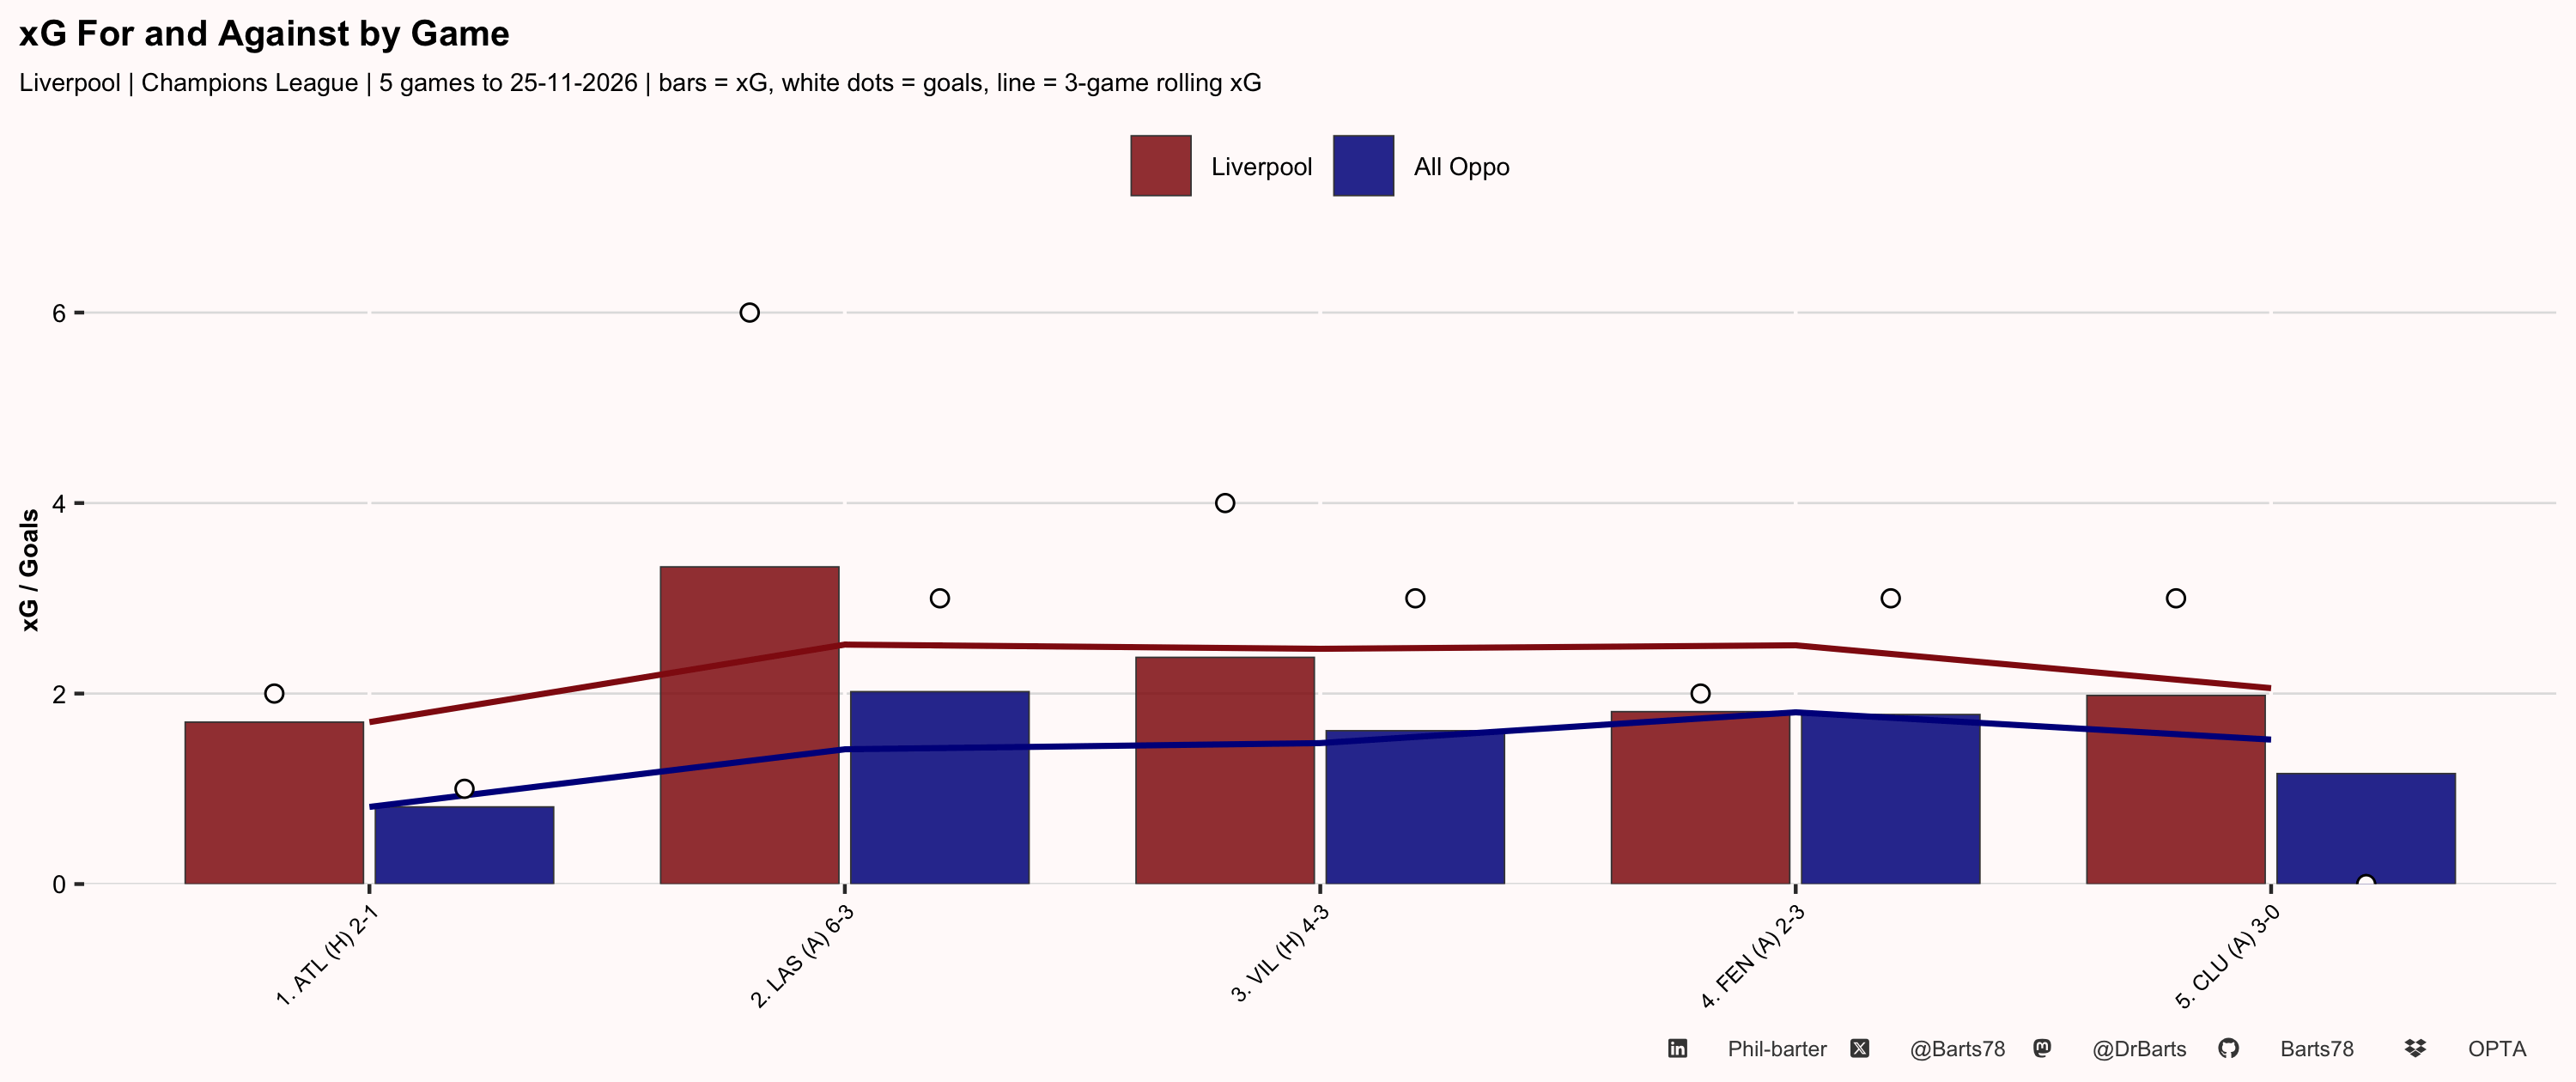 xG For and Against by Game
Liverpool | Champions League | 5 games to 25-11-2026 | bars = xG, white dots = goals, line = 3-game rolling xG
Liverpool
All Oppo
xG / Goals
6
4
2
0
1. ATL (H) 2-1
2. LAS (A) 6-3
3. VIL (H) 4-3
4. FEN (A) 2-3
5. CLU (A) 3-0
Phil-barter @Barts78 @DrBarts Barts78 OPTA